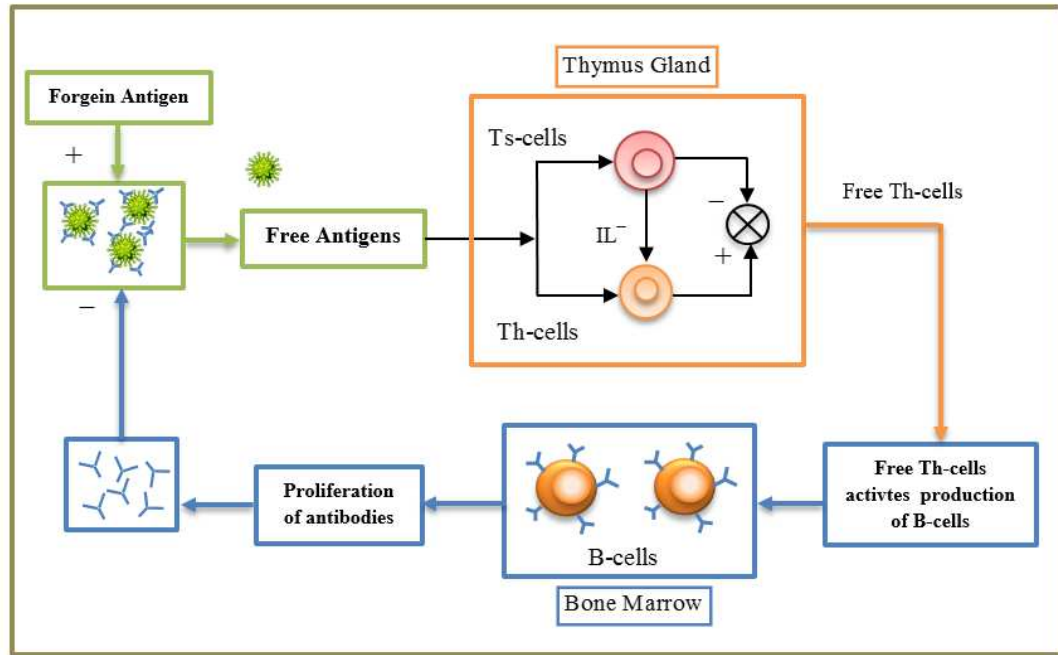 Thymus Gland
Forgein Antigen
+
Ts-cells
Free Th-cells
−
IL⁻
+
Free Antigens
Th-cells
−
Free Th-cells
activtes production
of B-cells
Proliferation
of antibodies
B-cells
Bone Marrow